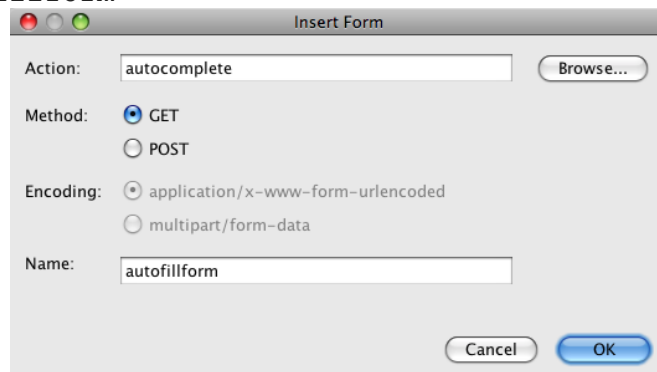 Insert Form
Action: autocomplete Browse...
Method: GET
POST
Encoding: application/x-www-form-urlencoded
multipart/form-data
Name: autofillform
Cancel OK